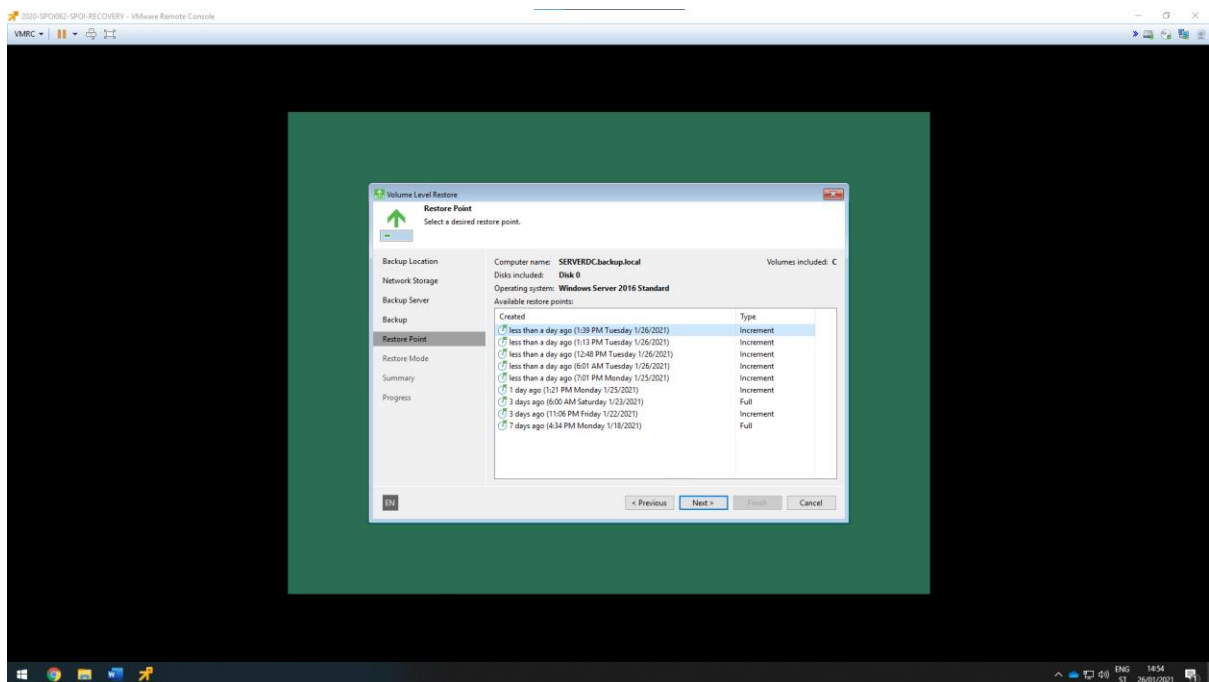 2020-SPOI062-SPOI-RECOVERY - VMware Remote Console
VMRC
Volume Level Restore
Restore Point
Select a desired restore point.
Backup Location
Network Storage
Backup Server
Backup
Restore Point
Restore Mode
Summary
Progress
Computer name: SERVERDC.backup.local Volumes included: C
Disks included: Disk 0
Operating system: Windows Server 2016 Standard
Available restore points:
Created Type
less than a day ago (1:39 PM Tuesday 1/26/2021) Increment
less than a day ago (1:13 PM Tuesday 1/26/2021) Increment
less than a day ago (12:48 PM Tuesday 1/26/2021) Increment
less than a day ago (6:01 AM Tuesday 1/26/2021) Increment
less than a day ago (7:01 PM Monday 1/25/2021) Increment
1 day ago (1:21 PM Monday 1/25/2021) Increment
3 days ago (6:00 AM Saturday 1/23/2021) Full
3 days ago (11:06 PM Friday 1/22/2021) Increment
7 days ago (4:34 PM Monday 1/18/2021) Full
EN
< Previous Next > Finish Cancel
ENG 14:54
ST 26/01/2021